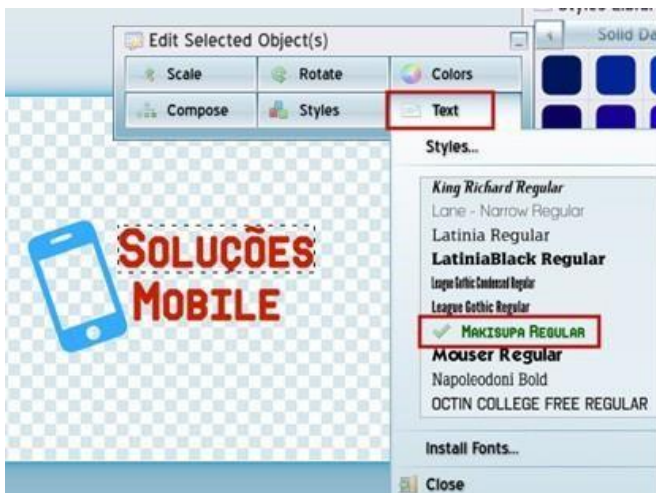 Edit Selected Object(s)
Solid Da
Scale
Rotate
Colors
Compose
Styles
Text
Styles...
King Richard Regular
Lane - Narrow Regular
Latinia Regular
LatiniaBlack Regular
League Gothic Condensed Regular
League Gothic Regular
Makisupa Regular
Mouser Regular
Napoleodoni Bold
OCTIN COLLEGE FREE REGULAR
Install Fonts...
Close
Soluções
Mobile